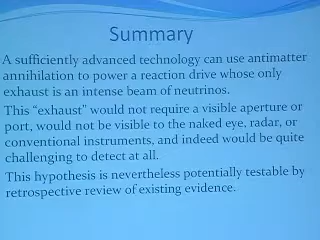 Summary
A sufficiently advanced technology can use antimatter
annihilation to power a reaction drive whose only
exhaust is an intense beam of neutrinos.
This “exhaust” would not require a visible aperture or
port, would not be visible to the naked eye, radar, or
conventional instruments, and indeed would be quite
challenging to detect at all.
This hypothesis is nevertheless potentially testable by
retrospective review of existing evidence.